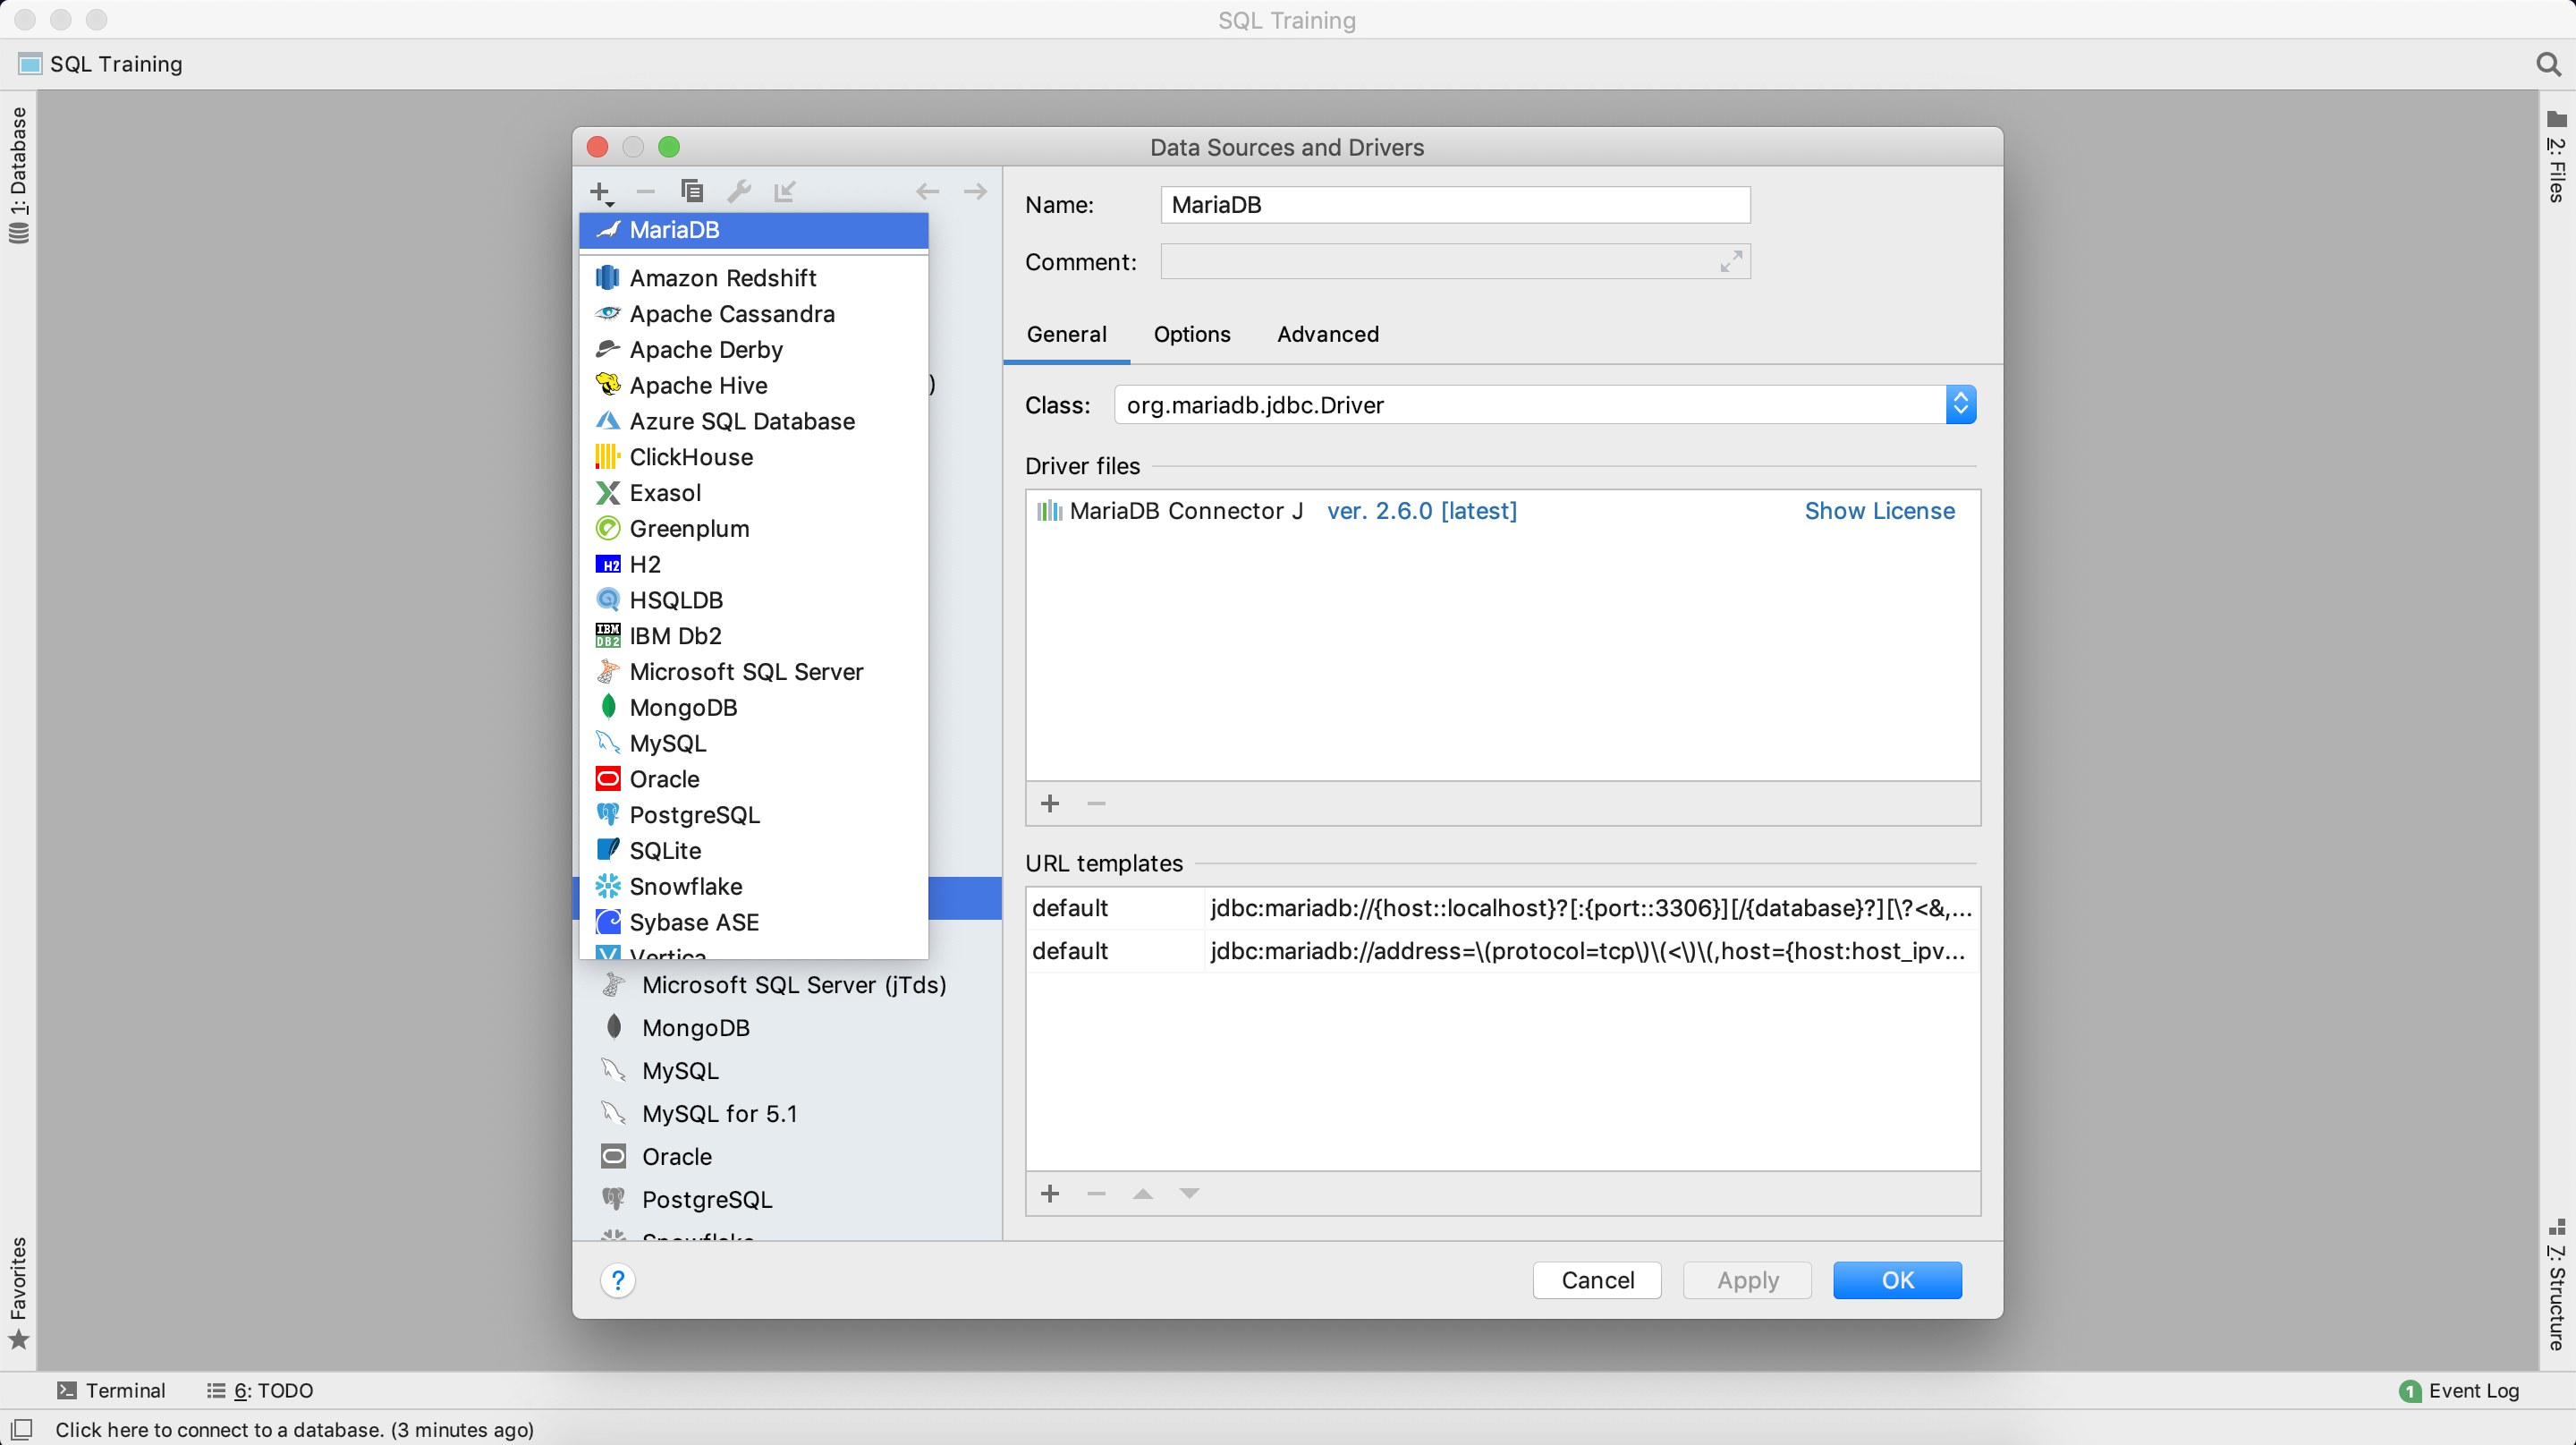 SQL Training
SQL Training
1: Database
2: Files
Data Sources and Drivers
MariaDB
Amazon Redshift
Apache Cassandra
Apache Derby
Apache Hive
)
Azure SQL Database
ClickHouse
Exasol
Greenplum
H2
H2
HSQLDB
IBM
DB2
IBM Db2
Microsoft SQL Server
MongoDB
MySQL
Oracle
PostgreSQL
SQLite
Snowflake
Sybase ASE
Vertica
Microsoft SQL Server (jTds)
MongoDB
MySQL
MySQL for 5.1
Oracle
PostgreSQL
Snowflake
Name: MariaDB
Comment:
General Options Advanced
Class: org.mariadb.jdbc.Driver
Driver files
MariaDB Connector J ver. 2.6.0 [latest] Show License
URL templates
default jdbc:mariadb://{host::localhost}?[:{port::3306}][/{database}?][\?<&,...
default jdbc:mariadb://address=\(protocol=tcp\)\(<\)\(,host={host:host_ipv...
? Cancel Apply OK
Favorites
7: Structure
Terminal 6: TODO
1 Event Log
Click here to connect to a database. (3 minutes ago)